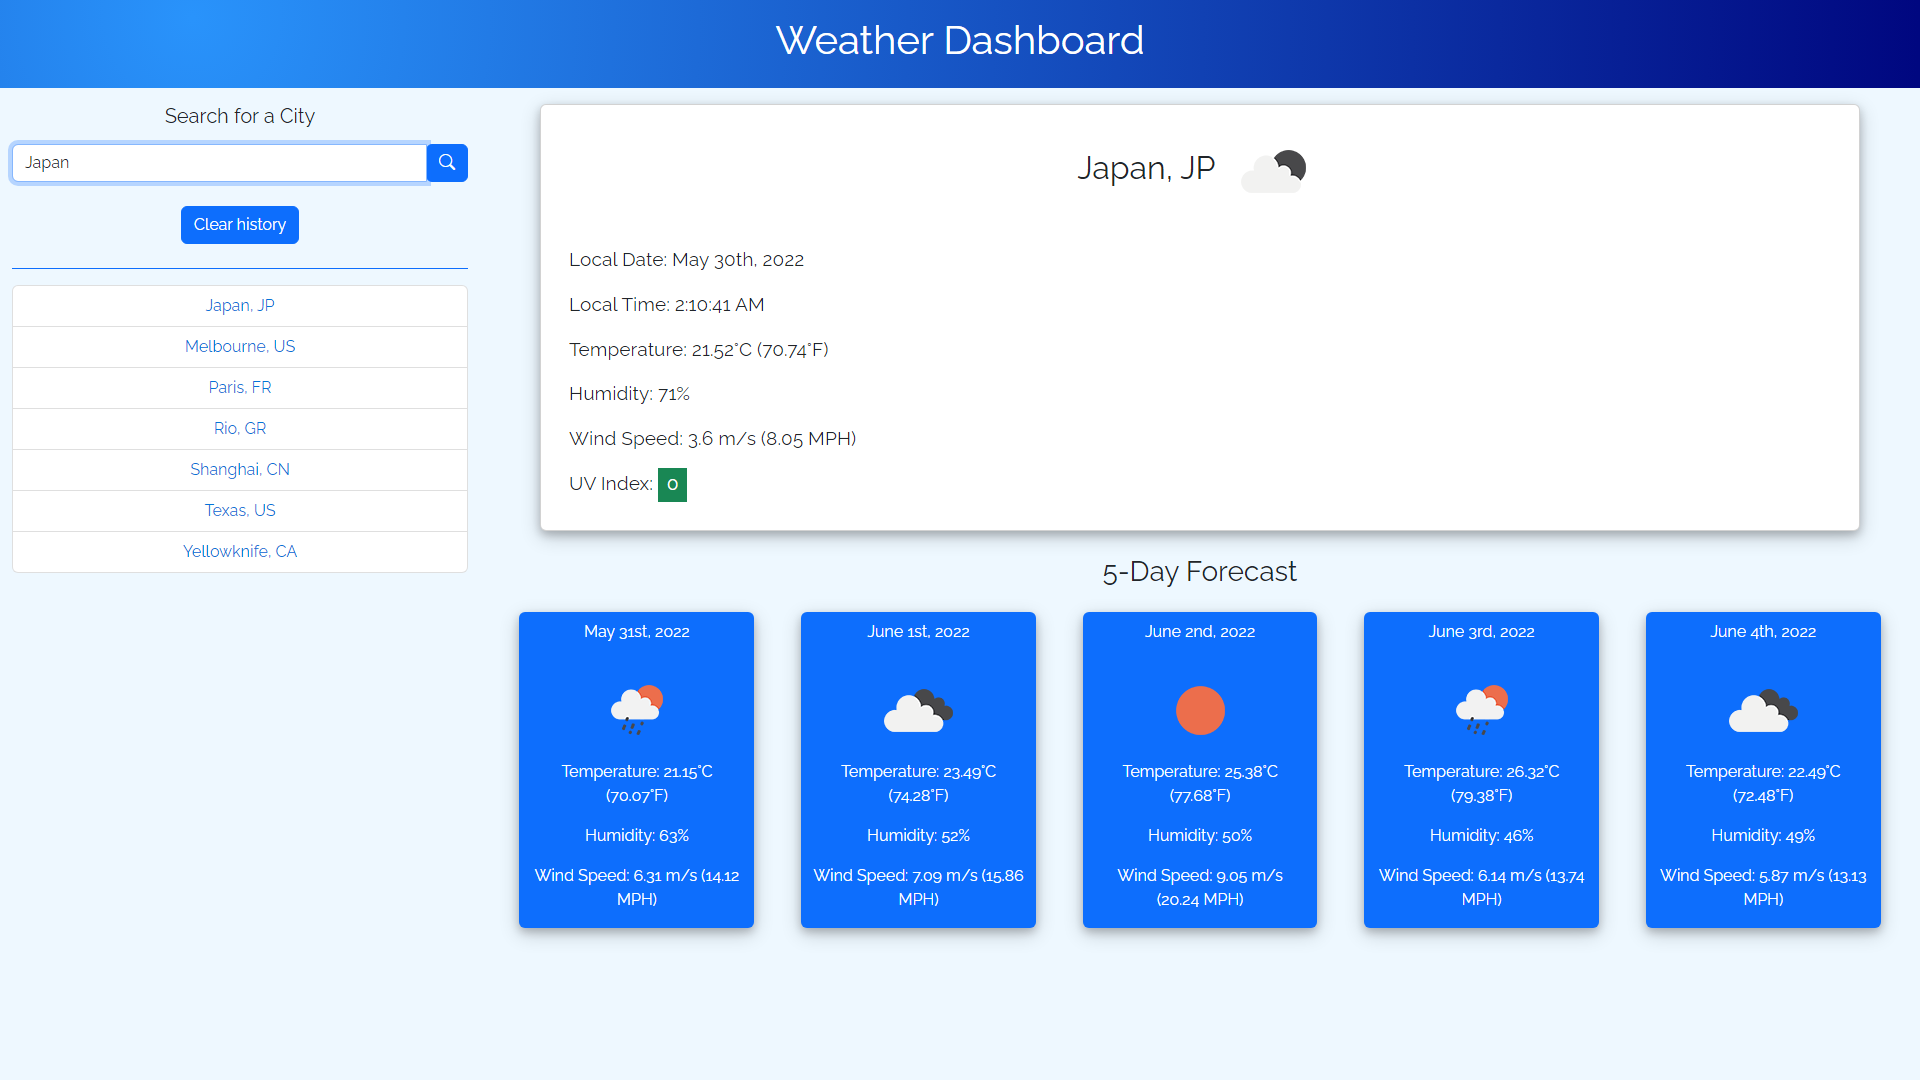 Weather Dashboard
Search for a City
Japan
Clear history
Japan, JP
Melbourne, US
Paris, FR
Rio, GR
Shanghai, CN
Texas, US
Yellowknife, CA
Japan, JP
Local Date: May 30th, 2022
Local Time: 2:10:41 AM
Temperature: 21.52°C (70.74°F)
Humidity: 71%
Wind Speed: 3.6 m/s (8.05 MPH)
UV Index: 0
5-Day Forecast
May 31st, 2022
Temperature: 21.15°C
(70.07°F)
Humidity: 63%
Wind Speed: 6.31 m/s (14.12
MPH)
June 1st, 2022
Temperature: 23.49°C
(74.28°F)
Humidity: 52%
Wind Speed: 7.09 m/s (15.86
MPH)
June 2nd, 2022
Temperature: 25.38°C
(77.68°F)
Humidity: 50%
Wind Speed: 9.05 m/s
(20.24 MPH)
June 3rd, 2022
Temperature: 26.32°C
(79.38°F)
Humidity: 46%
Wind Speed: 6.14 m/s (13.74
MPH)
June 4th, 2022
Temperature: 22.49°C
(72.48°F)
Humidity: 49%
Wind Speed: 5.87 m/s (13.13
MPH)